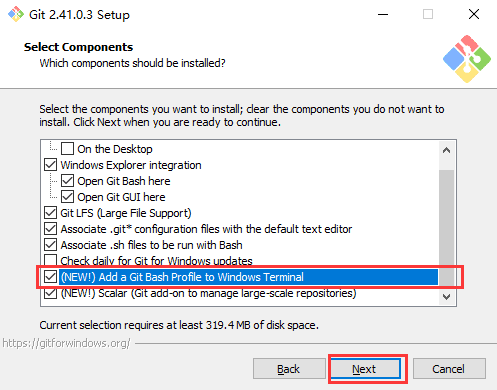 Git 2.41.0.3 Setup
Select Components
Which components should be installed?
Select the components you want to install; clear the components you do not want to
install. Click Next when you are ready to continue.
On the Desktop
Windows Explorer integration
Open Git Bash here
Open Git GUI here
Git LFS (Large File Support)
Associate .git* configuration files with the default text editor
Associate .sh files to be run with Bash
Check daily for Git for Windows updates
(NEW!) Add a Git Bash Profile to Windows Terminal
(NEW!) Scalar (Git add-on to manage large-scale repositories)
Current selection requires at least 319.4 MB of disk space.
https://gitforwindows.org/
Back Next Cancel